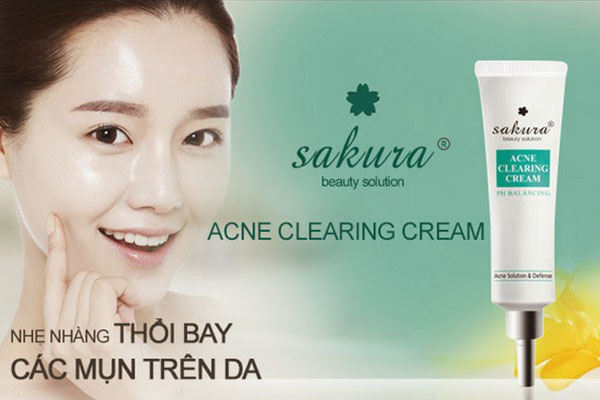 sakura®
beauty solution
ACNE CLEARING CREAM
NHẸ NHÀNG THỔI BAY
CÁC MỤN TRÊN DA
sakura®
beauty solution
ACNE
CLEARING
CREAM
PH BALANCING
Acne Solution & Defense